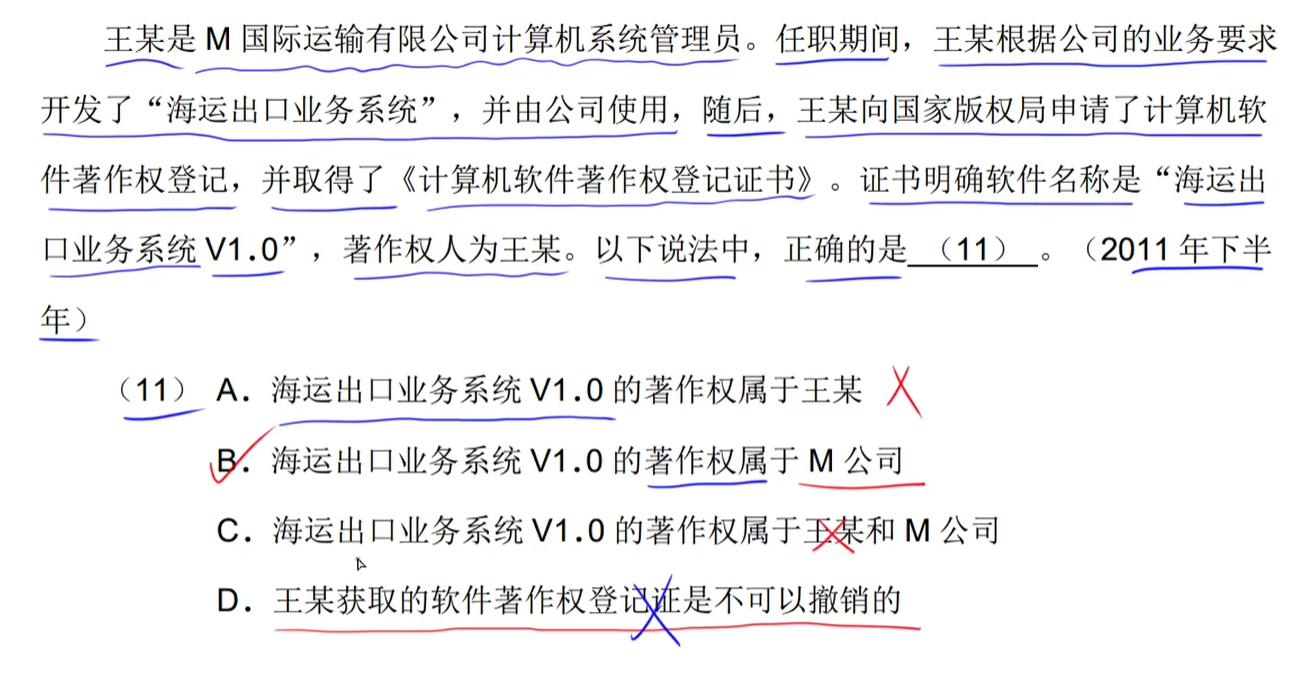 王某是 M 国际运输有限公司计算机系统管理员。任职期间，王某根据公司的业务要求
开发了“海运出口业务系统”，并由公司使用，随后，王某向国家版权局申请了计算机软
件著作权登记，并取得了《计算机软件著作权登记证书》。证书明确软件名称是“海运出
口业务系统 V1.0”，著作权人为王某。以下说法中，正确的是 （11） 。（2011 年下半
年）
（11） A. 海运出口业务系统 V1.0 的著作权属于王某
B. 海运出口业务系统 V1.0 的著作权属于 M 公司
C. 海运出口业务系统 V1.0 的著作权属于王某和 M 公司
D. 王某获取的软件著作权登记证是不可以撤销的